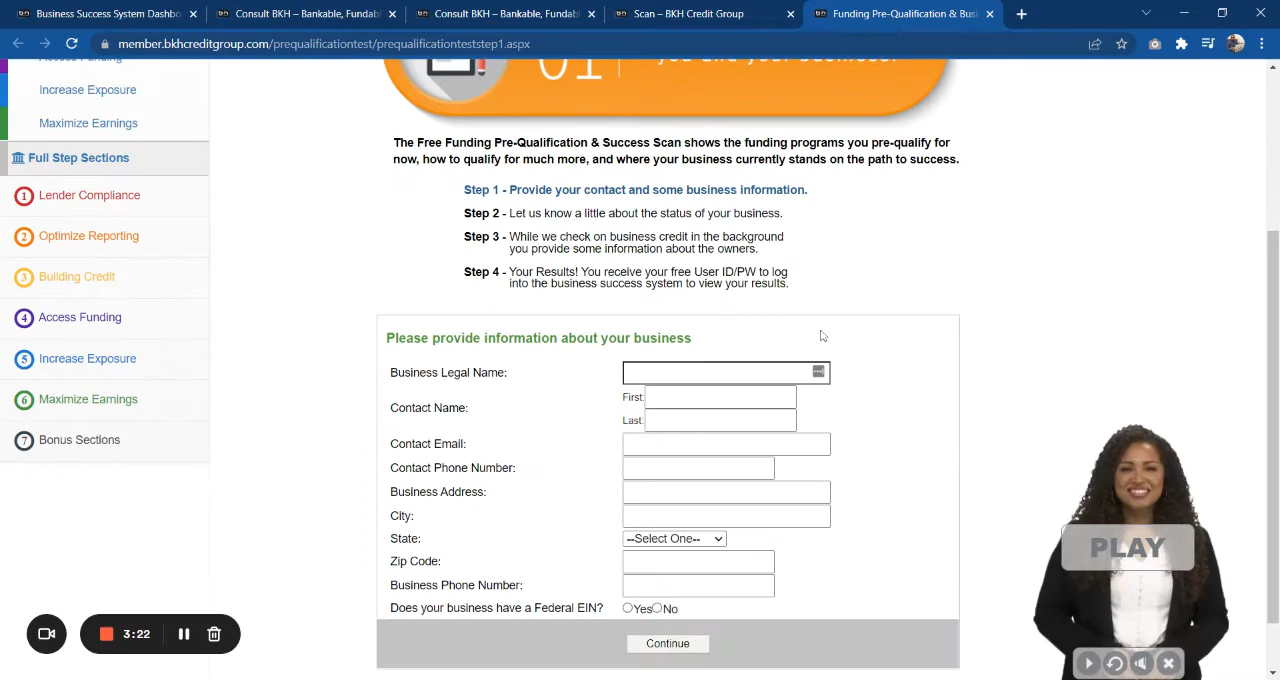 Business Success System Dashbo
Consult BKH – Bankable, Fundab
Consult BKH – Bankable, Fundab
Scan – BKH Credit Group
Funding Pre-Qualification & Busi
member.bkhcreditgroup.com/prequalificationtest/prequalificationteststep1.aspx
Access Funding
Increase Exposure
Maximize Earnings
Full Step Sections
1 Lender Compliance
2 Optimize Reporting
3 Building Credit
4 Access Funding
5 Increase Exposure
6 Maximize Earnings
7 Bonus Sections
01
you and your business.
The Free Funding Pre-Qualification & Success Scan shows the funding programs you pre-qualify for
now, how to qualify for much more, and where your business currently stands on the path to success.
Step 1 - Provide your contact and some business information.
Step 2 - Let us know a little about the status of your business.
Step 3 - While we check on business credit in the background
you provide some information about the owners.
Step 4 - Your Results! You receive your free User ID/PW to log
into the business success system to view your results.
Please provide information about your business
Business Legal Name:
Contact Name:
First:
Last:
Contact Email:
Contact Phone Number:
Business Address:
City:
State: --Select One--
Zip Code:
Business Phone Number:
Does your business have a Federal EIN? Yes No
Continue
PLAY
3:22